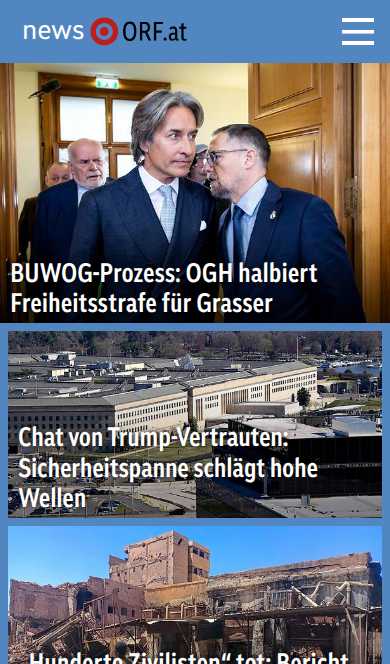 news ORF.at
BUWOG-Prozess: OGH halbiert
Freiheitsstrafe für Grasser
Chat von Trump-Vertrauten:
Sicherheitspanne schlägt hohe
Wellen
„Hunderte Zivilisten“ tot: Bericht